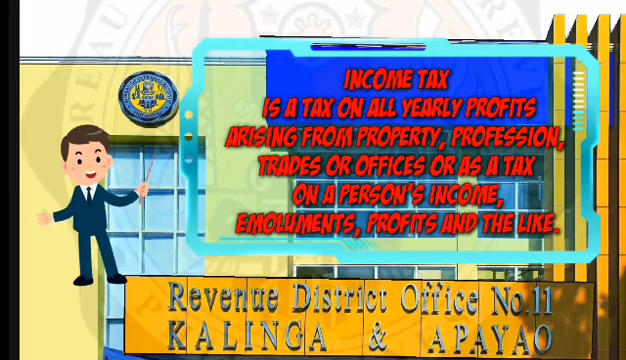 INCOME TAX
IS A TAX ON ALL YEARLY PROFITS
ARISING FROM PROPERTY, PROFESSION,
TRADES OR OFFICES OR AS A TAX
ON A PERSON'S INCOME,
EMOLUMENTS, PROFITS AND THE LIKE.
Revenue District Office No.11
KALINGA & APAYAO